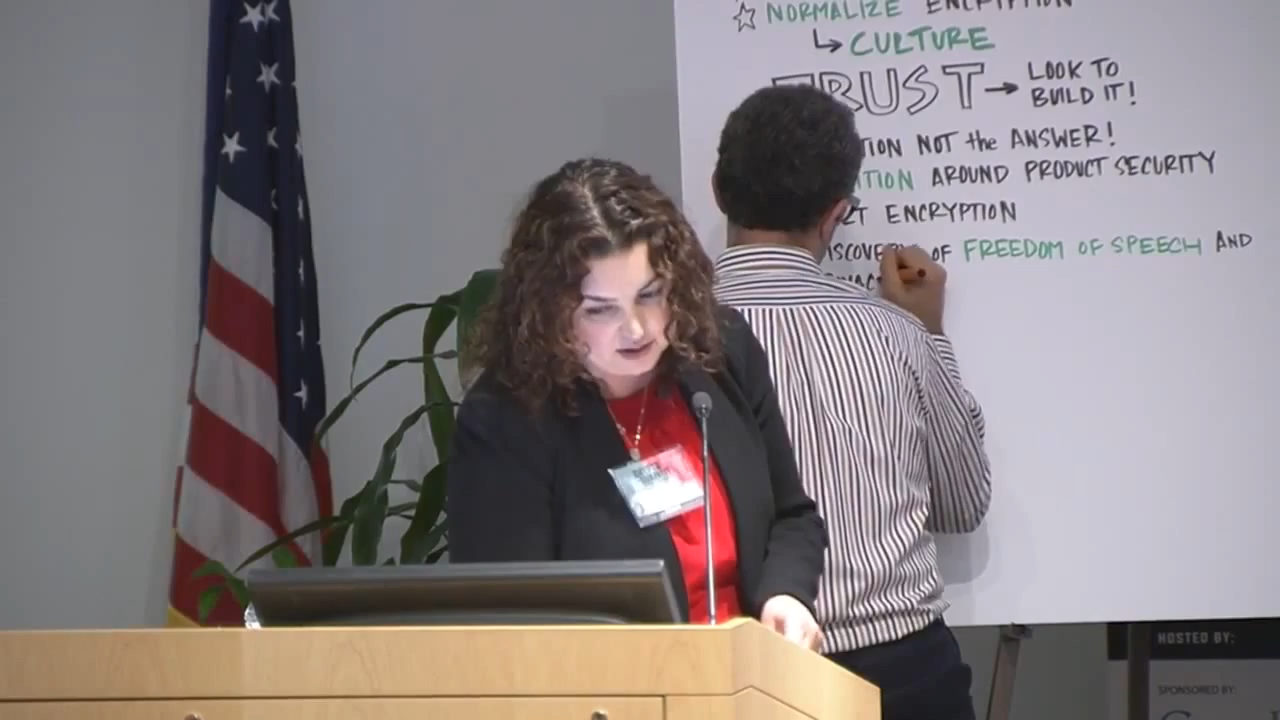 ☆ NORMALIZE ENCRYPTION
↳ CULTURE
TRUST → LOOK TO
BUILD IT!
NOT the ANSWER!
AROUND PRODUCT SECURITY
ENCRYPTION
OF FREEDOM OF SPEECH AND
HOSTED BY:
SPONSORED BY: